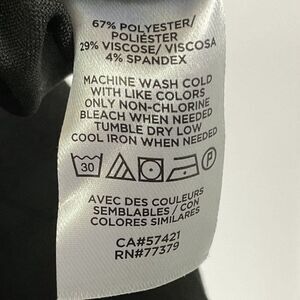 67% POLYESTER/
POLIÉSTER
29% VISCOSE/ VISCOSA
4% SPANDEX
MACHINE WASH COLD
WITH LIKE COLORS
ONLY NON-CHLORINE
BLEACH WHEN NEEDED
TUMBLE DRY LOW
COOL IRON WHEN NEEDED
30 P
AVEC DES COULEURS
SEMBLABLES / CON
COLORES SIMILARES
CA#57421
RN#77379